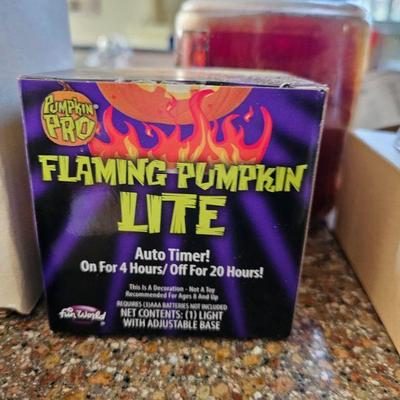 PUMPKIN
PRO
FLAMING PUMPKIN
LITE
Auto Timer!
On For 4 Hours/ Off For 20 Hours!
This Is A Decoration - Not A Toy
Recommended For Ages 8 And Up
REQUIRES (3)AAA BATTERIES NOT INCLUDED
NET CONTENTS: (1) LIGHT
WITH ADJUSTABLE BASE
Fun World